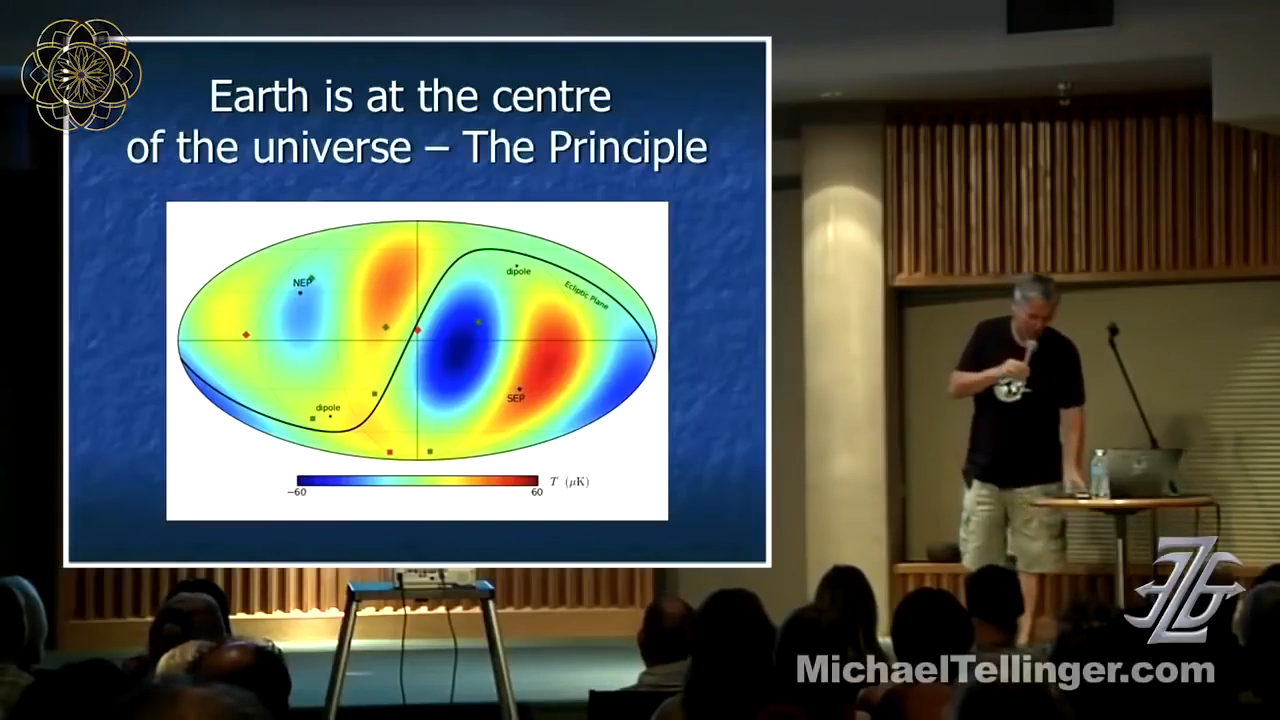 Earth is at the centre
of the universe – The Principle
NEP
dipole
Ecliptic Plane
dipole
SEP
−60
60
T (μK)
MichaelTellinger.com